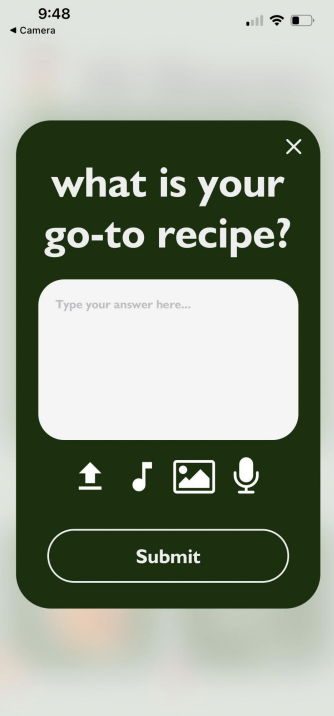 9:48
◀ Camera
what is your
go-to recipe?
Type your answer here...
Submit